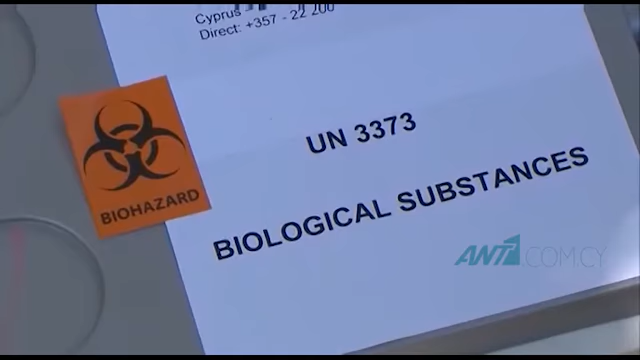 Cyprus
Direct: +357 - 22 200
UN 3373
BIOHAZARD
BIOLOGICAL SUBSTANCES
ANT1.COM.CY